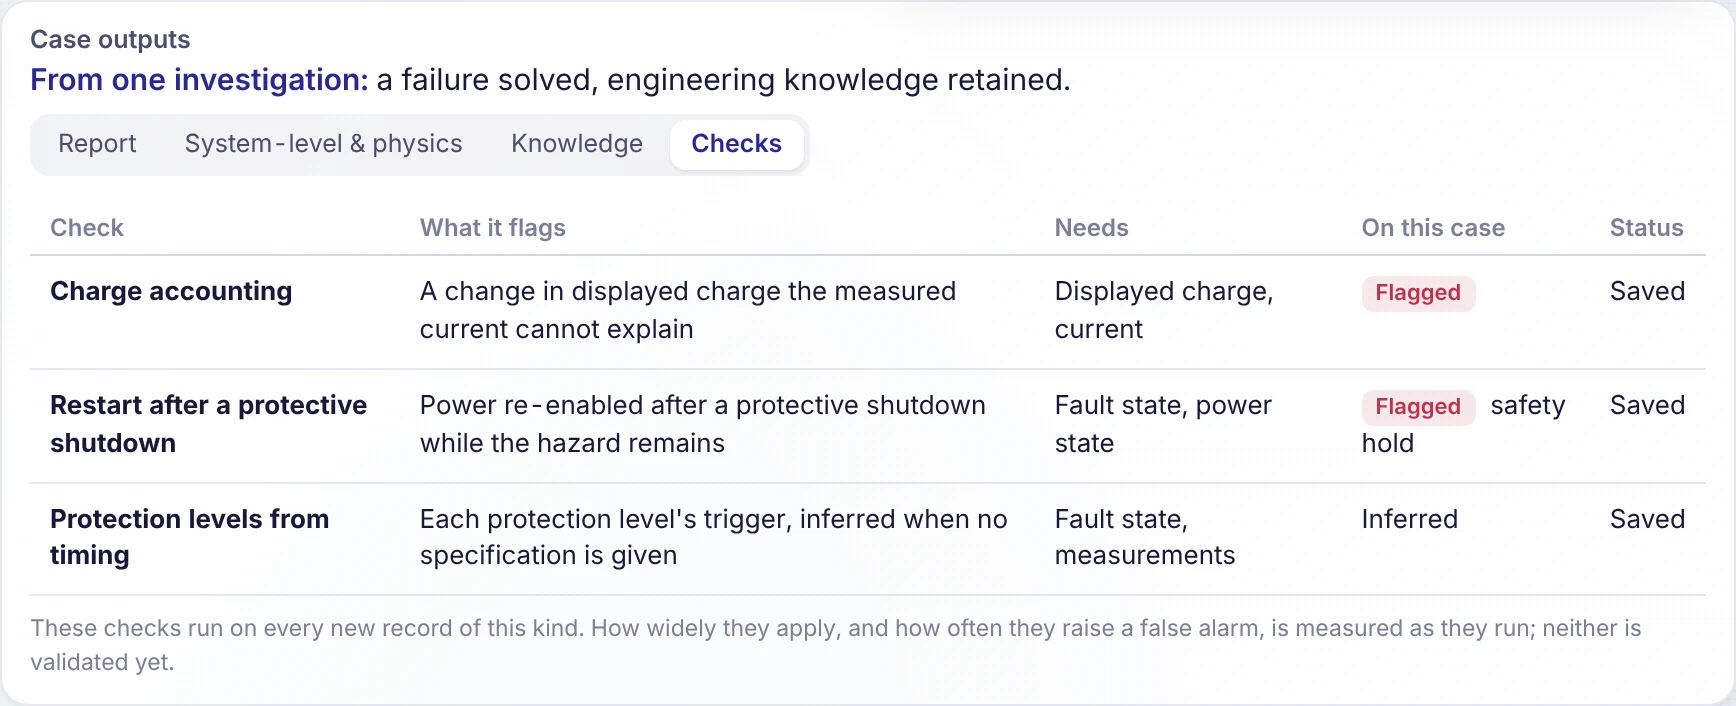 Case outputs
From one investigation: a failure solved, engineering knowledge retained.
Report System-level & physics Knowledge Checks
Check What it flags Needs On this case Status
Charge accounting A change in displayed charge the measured Displayed charge, Flagged Saved
current cannot explain current
Restart after a protective Power re-enabled after a protective shutdown Fault state, power Flagged safety Saved
shutdown while the hazard remains state hold
Protection levels from Each protection level's trigger, inferred when no Fault state, Inferred Saved
timing specification is given measurements
These checks run on every new record of this kind. How widely they apply, and how often they raise a false alarm, is measured as they run; neither is
validated yet.